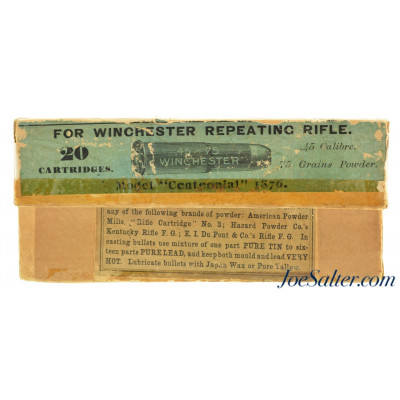 FOR WINCHESTER REPEATING RIFLE.
20
CARTRIDGES.
45-75
WINCHESTER
.45 Calibre.
75 Grains Powder.
Model "Centennial" 1876.
any of the following brands of powder: American Powder
Mills, "Rifle Cartridge" No. 3; Hazard Powder Co.'s
Kentucky Rifle F. G.; E. I. Du Pont & Co.'s Rifle F. G. In
casting bullets use mixture of one part PURE TIN to six-
teen parts PURE LEAD, and keep both mould and lead VERY
HOT. Lubricate bullets with Japan Wax or Pure Tallow.
JoeSalter.com